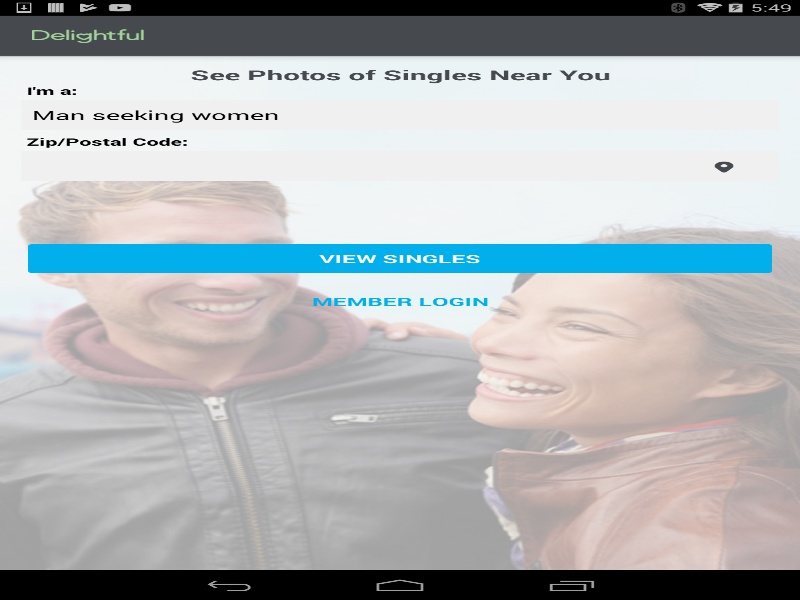 5:49
Delightful
See Photos of Singles Near You
I'm a:
Man seeking women
Zip/Postal Code:
VIEW SINGLES
MEMBER LOGIN